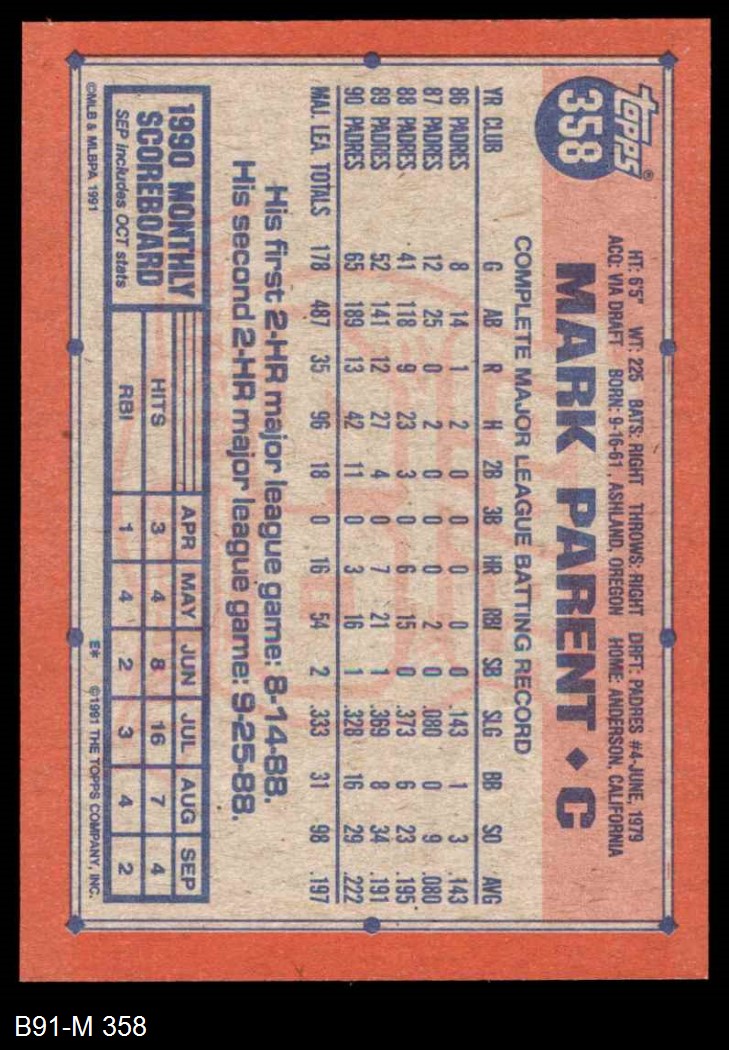 topps®
358
HT: 6'5" WT: 225 BATS: RIGHT THROWS: RIGHT DRFT: PADRES #4-JUNE, 1979
ACQ: VIA DRAFT BORN: 9-16-61, ASHLAND, OREGON HOME: ANDERSON, CALIFORNIA
MARK PARENT ◆ C
COMPLETE MAJOR LEAGUE BATTING RECORD
YR CLUB G AB R H 2B 3B HR RBI SB SLG BB SO AVG
86 PADRES 8 14 1 2 0 0 0 0 0 .143 1 3 .143
87 PADRES 12 25 0 2 0 0 0 2 0 .080 0 9 .080
88 PADRES 41 118 9 23 3 0 6 15 0 .373 6 23 .195
89 PADRES 52 141 12 27 4 0 7 21 1 .369 8 34 .191
90 PADRES 65 189 13 42 11 0 3 16 1 .328 16 29 .222
MAJ. LEA. TOTALS 178 487 35 96 18 0 16 54 2 .333 31 98 .197
His first 2-HR major league game: 8-14-88.
His second 2-HR major league game: 9-25-88.
1990 MONTHLY
SCOREBOARD
SEP includes OCT stats
APR MAY JUN JUL AUG SEP
HITS 3 4 8 16 7 4
RBI 1 4 2 3 4 2
©MLB & MLBPA 1991
E* ©1991 THE TOPPS COMPANY, INC.
B91-M 358